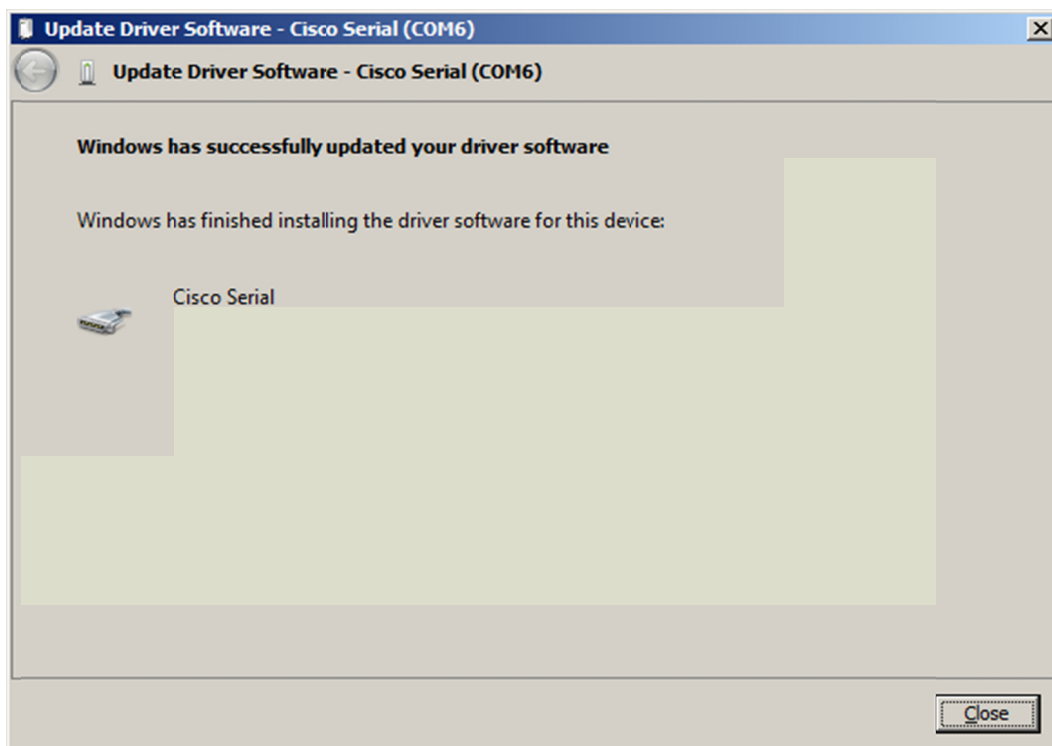 Update Driver Software - Cisco Serial (COM6)
Update Driver Software - Cisco Serial (COM6)
Windows has successfully updated your driver software
Windows has finished installing the driver software for this device:
Cisco Serial
Close